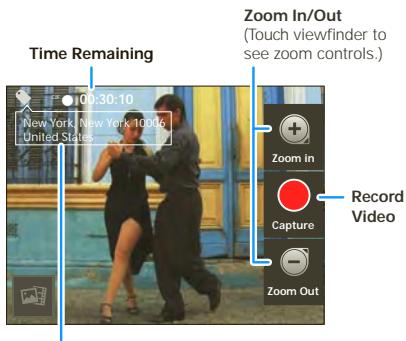 Zoom In/Out
(Touch viewfinder to
see zoom controls.)
Time Remaining
00:30:10
New York, New York 10006
United States
Zoom in
Capture
Record
Video
Zoom Out